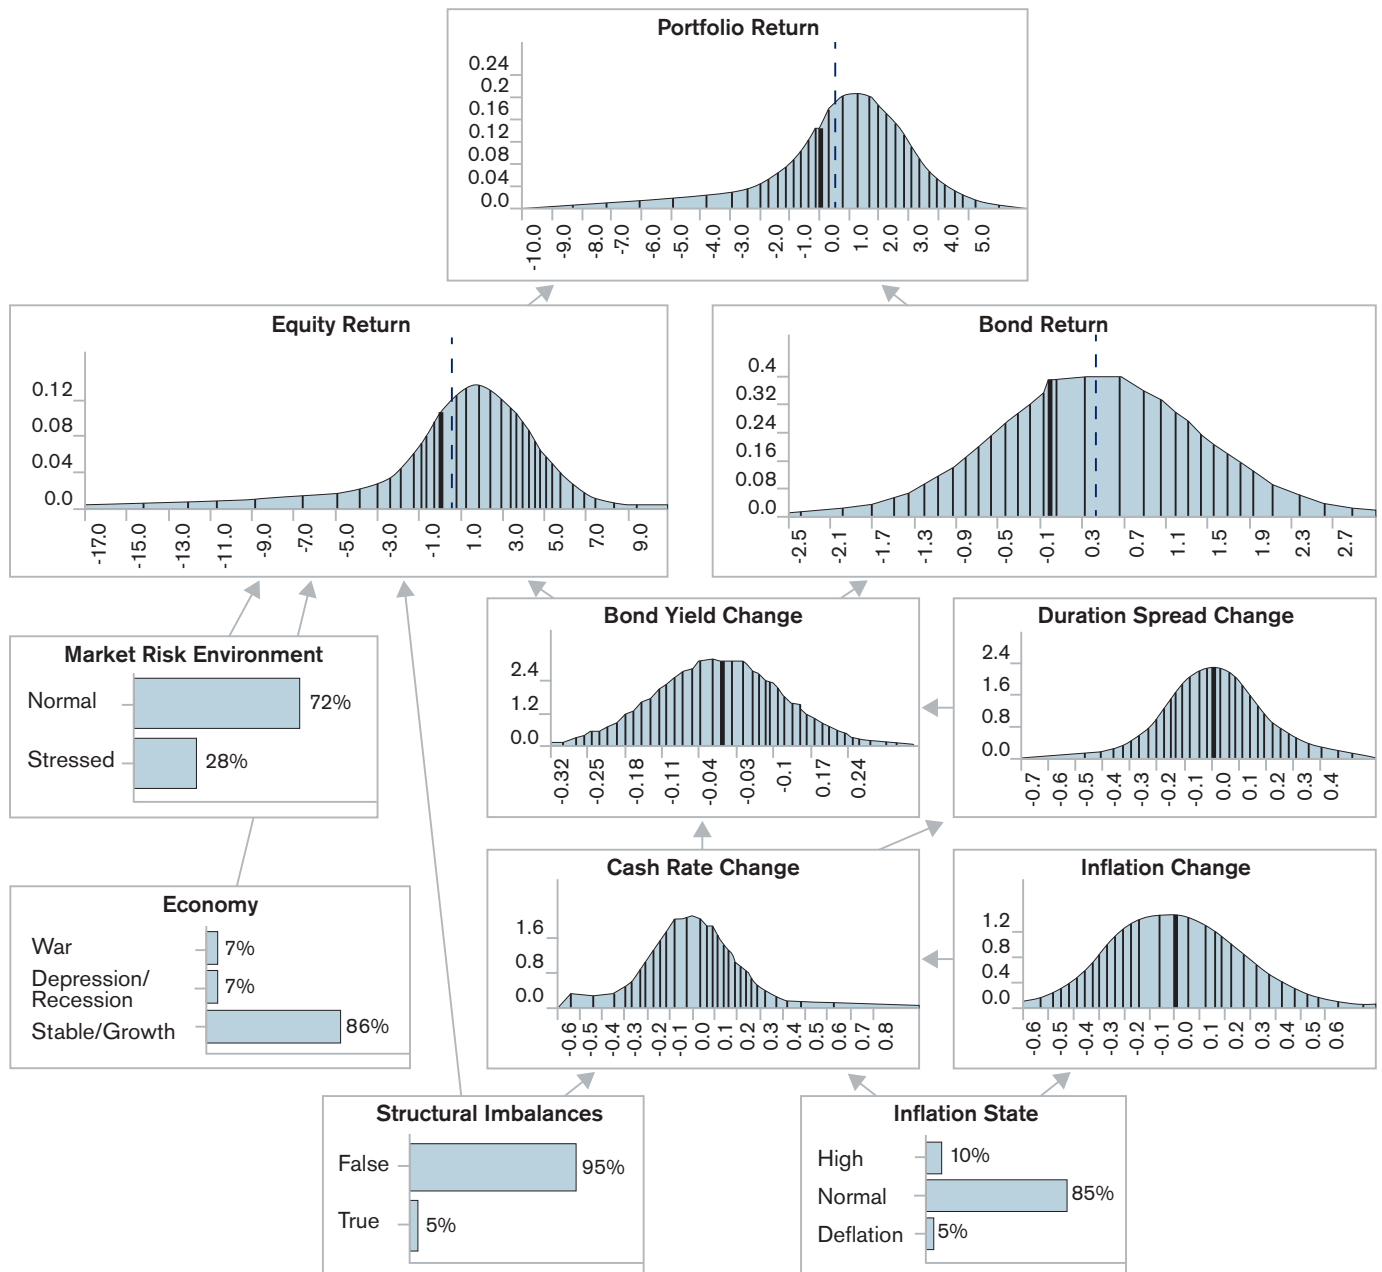 Portfolio Return
0.24
0.2
0.16
0.12
0.08
0.04
0.0
-10.0 -9.0 -8.0 -7.0 -6.0 -5.0 -4.0 -3.0 -2.0 -1.0 0.0 1.0 2.0 3.0 4.0 5.0
Equity Return
0.12
0.08
0.04
0.0
-17.0 -15.0 -13.0 -11.0 -9.0 -7.0 -5.0 -3.0 -1.0 1.0 3.0 5.0 7.0 9.0
Bond Return
0.4
0.32
0.24
0.16
0.08
0.0
-2.5 -2.1 -1.7 -1.3 -0.9 -0.5 -0.1 0.3 0.7 1.1 1.5 1.9 2.3 2.7
Market Risk Environment
Normal 72%
Stressed 28%
Bond Yield Change
2.4
1.2
0.0
-0.32 -0.25 -0.18 -0.11 -0.04 -0.03 -0.1 0.17 0.24
Duration Spread Change
2.4
1.6
0.8
0.0
-0.7 -0.6 -0.5 -0.4 -0.3 -0.2 -0.1 0.0 0.1 0.2 0.3 0.4
Economy
War 7%
Depression/
Recession 7%
Stable/Growth 86%
Cash Rate Change
1.6
0.8
0.0
-0.6 -0.5 -0.4 -0.3 -0.2 -0.1 0.0 0.1 0.2 0.3 0.4 0.5 0.6 0.7 0.8
Inflation Change
1.2
0.8
0.4
0.0
-0.6 -0.5 -0.4 -0.3 -0.2 -0.1 0.0 0.1 0.2 0.3 0.4 0.5 0.6
Structural Imbalances
False 95%
True 5%
Inflation State
High 10%
Normal 85%
Deflation 5%